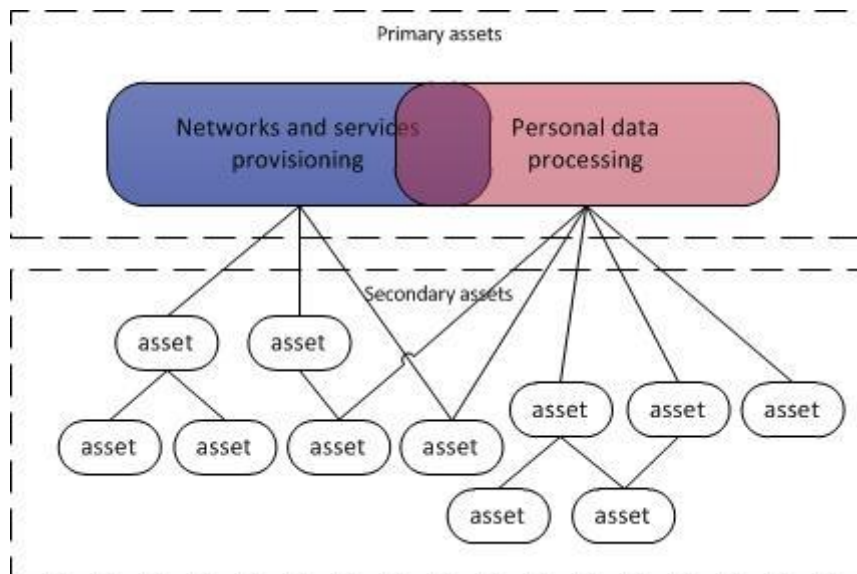 Primary assets
Networks and services
provisioning
Personal data
processing
Secondary assets
asset
asset
asset
asset
asset
asset
asset
asset
asset
asset
asset